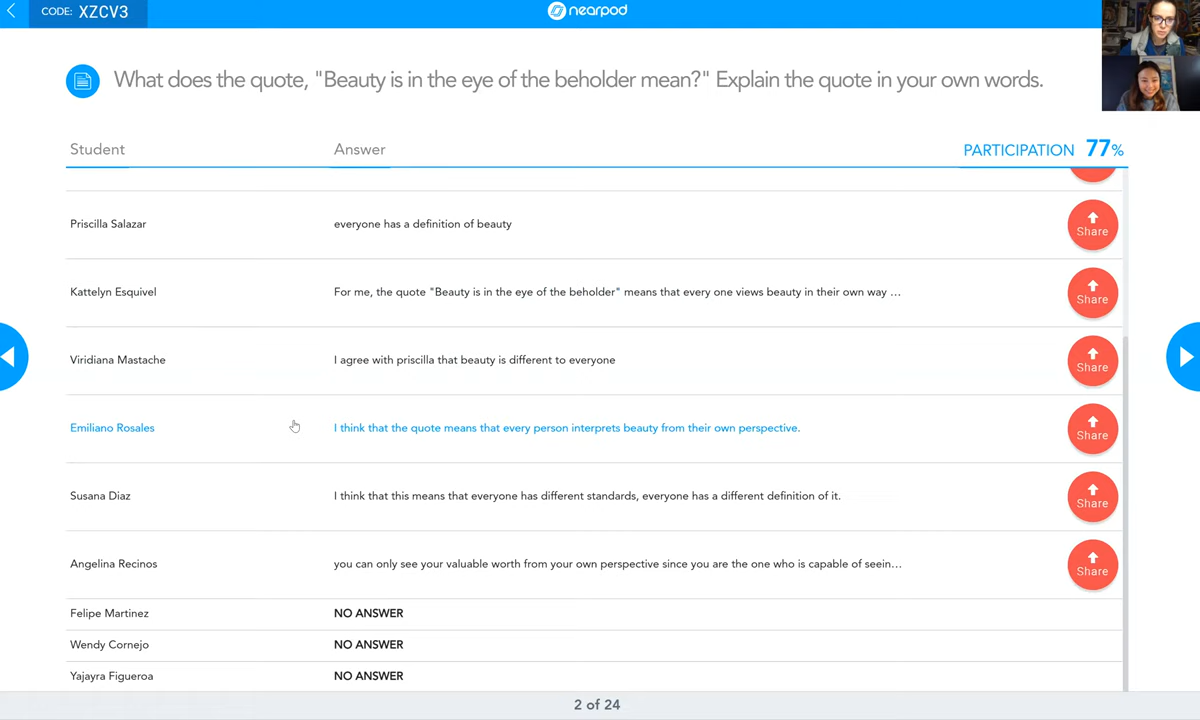 CODE: XZCV3
nearpod
What does the quote, "Beauty is in the eye of the beholder mean?" Explain the quote in your own words.
Student Answer PARTICIPATION 77%
Priscilla Salazar everyone has a definition of beauty Share
Kattelyn Esquivel For me, the quote "Beauty is in the eye of the beholder" means that every one views beauty in their own way ... Share
Viridiana Mastache I agree with priscilla that beauty is different to everyone Share
Emiliano Rosales I think that the quote means that every person interprets beauty from their own perspective. Share
Susana Diaz I think that this means that everyone has different standards, everyone has a different definition of it. Share
Angelina Recinos you can only see your valuable worth from your own perspective since you are the one who is capable of seein... Share
Felipe Martinez NO ANSWER
Wendy Cornejo NO ANSWER
Yajayra Figueroa NO ANSWER
2 of 24